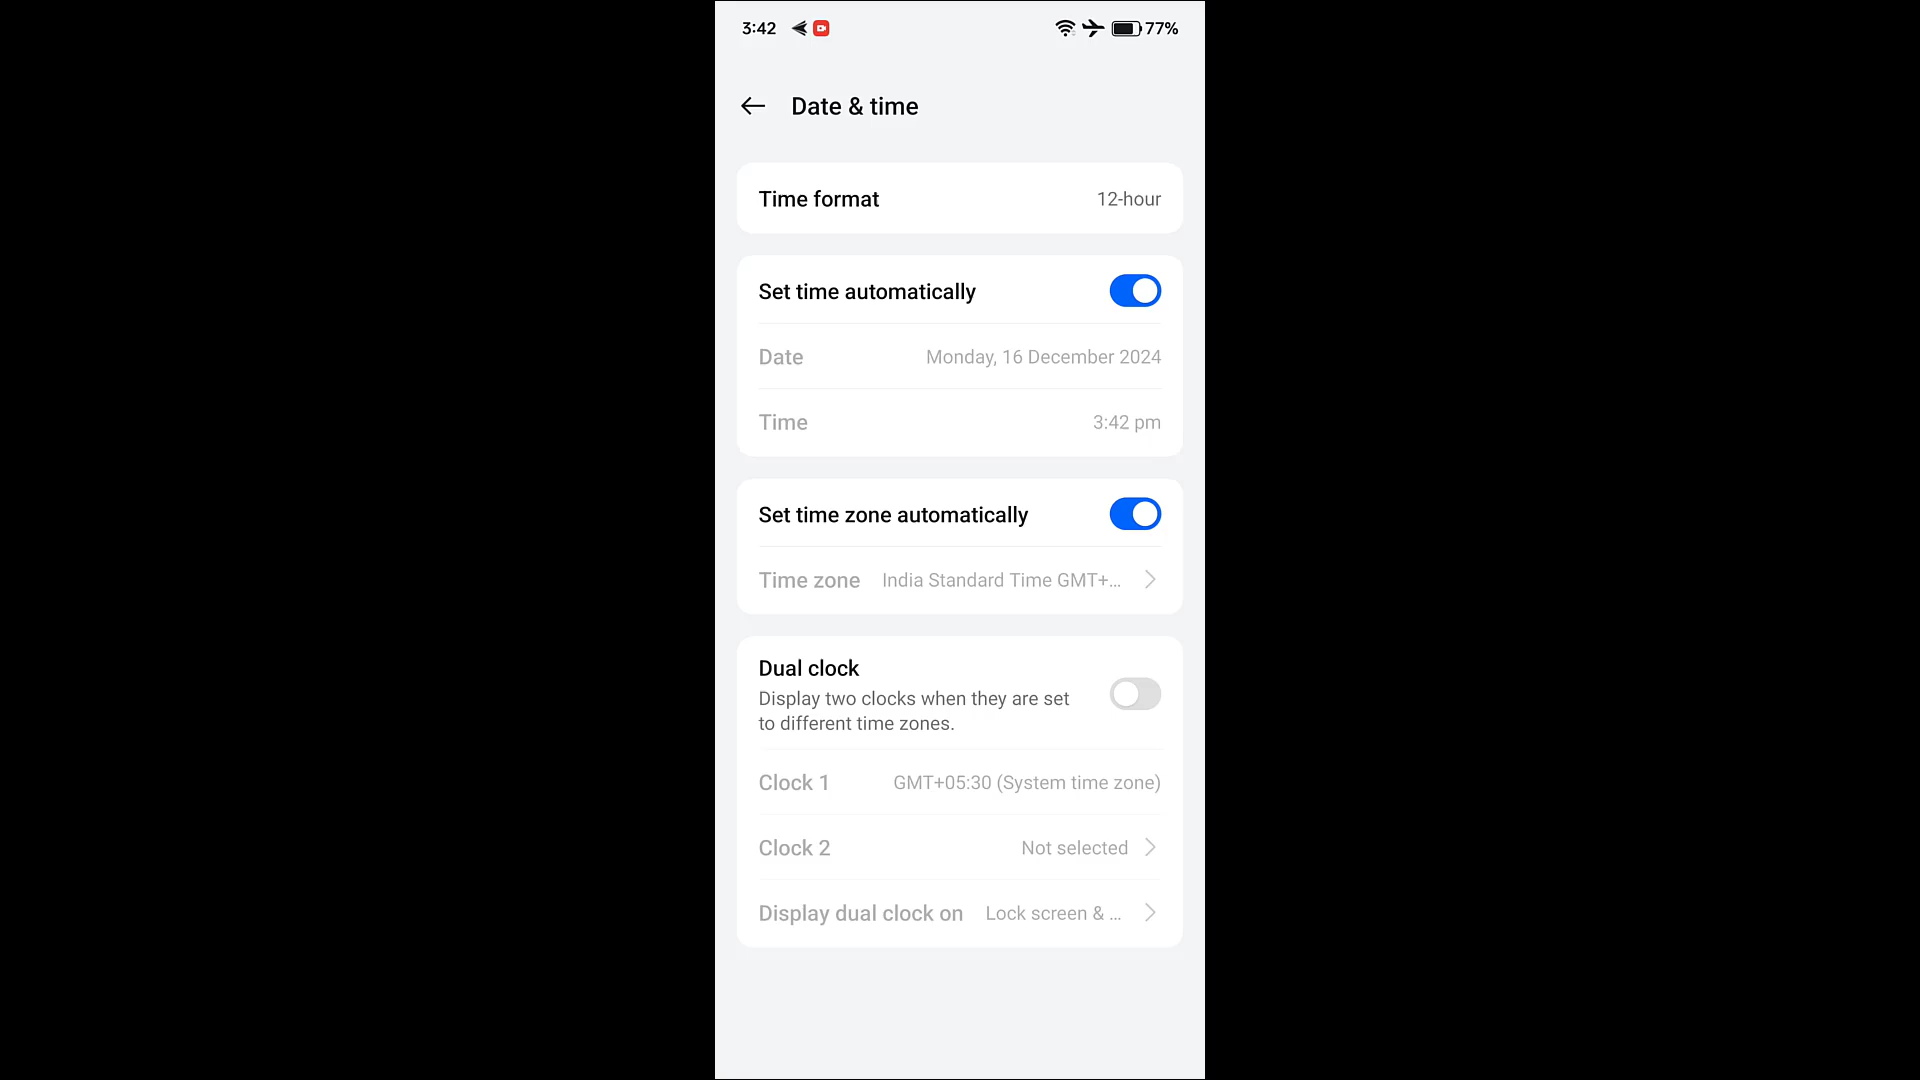 3:42 77%
Date & time
Time format 12-hour
Set time automatically
Date Monday, 16 December 2024
Time 3:42 pm
Set time zone automatically
Time zone India Standard Time GMT+...
Dual clock
Display two clocks when they are set
to different time zones.
Clock 1 GMT+05:30 (System time zone)
Clock 2 Not selected
Display dual clock on Lock screen & ...